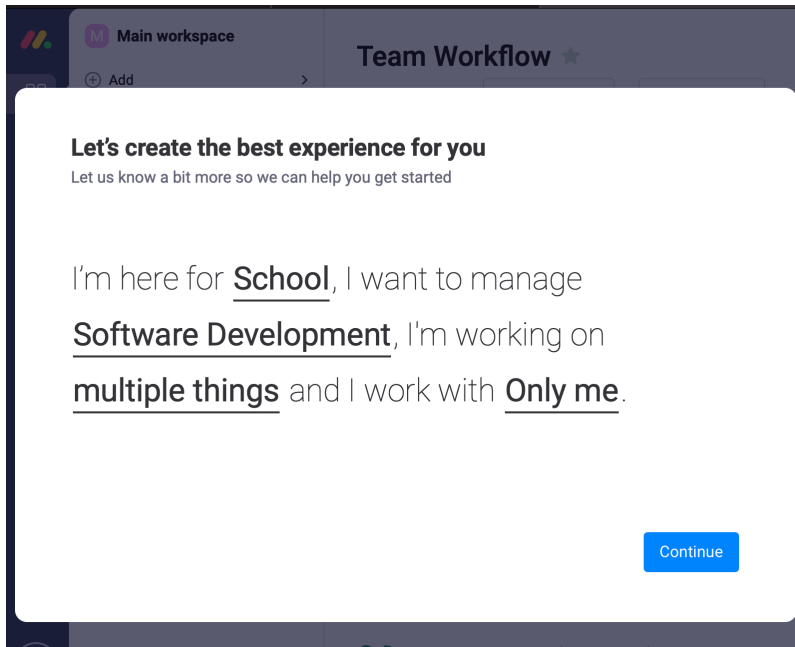 M Main workspace
Add
Team Workflow
Let's create the best experience for you
Let us know a bit more so we can help you get started
I'm here for School, I want to manage
Software Development, I'm working on
multiple things and I work with Only me.
Continue